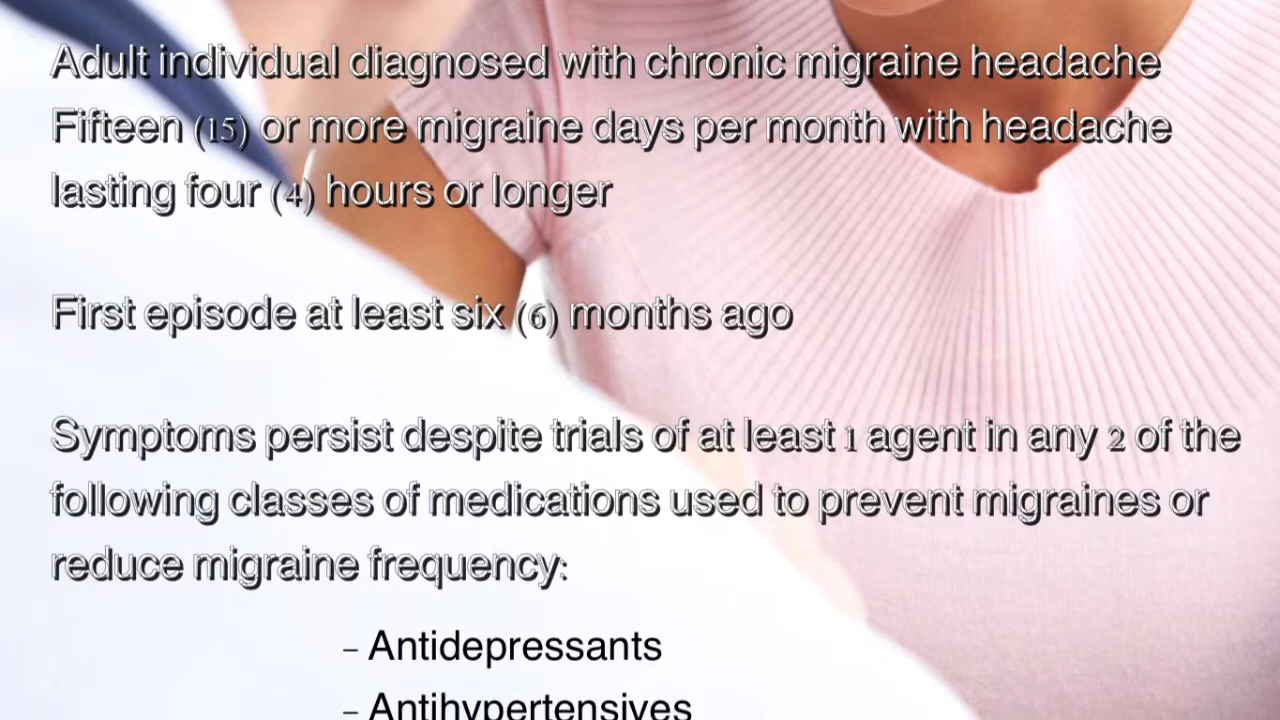 Adult individual diagnosed with chronic migraine headache
Fifteen (15) or more migraine days per month with headache
lasting four (4) hours or longer
First episode at least six (6) months ago
Symptoms persist despite trials of at least 1 agent in any 2 of the
following classes of medications used to prevent migraines or
reduce migraine frequency:
– Antidepressants
– Antihypertensives